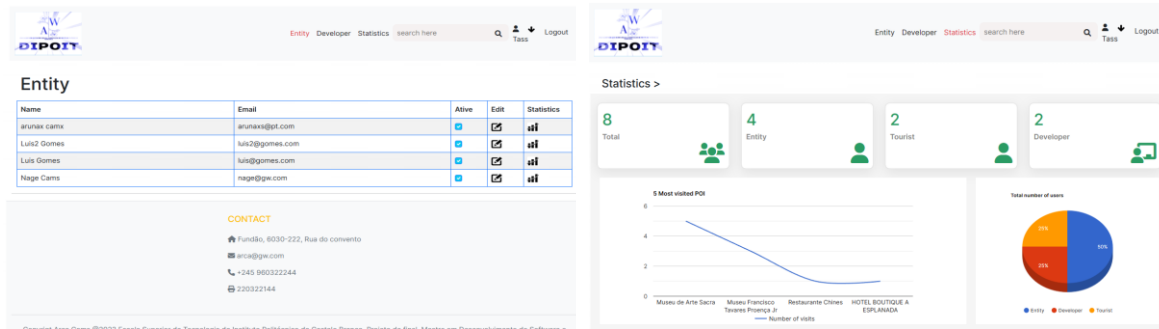 W
A
DIPOIT
Entity Developer Statistics search here Tass Logout
Entity
Name Email Ative Edit Statistics
arunax camx arunaxs@pt.com
Luis2 Gomes luis2@gomes.com
Luis Gomes luis@gomes.com
Nage Cams nage@gw.com
CONTACT
Fundão, 6030-222, Rua do convento
arca@gw.com
+245 960322244
220322144
W
A
DIPOIT
Entity Developer Statistics search here Tass Logout
Statistics >
8
Total
4
Entity
2
Tourist
2
Developer
5 Most visited POI
6
4
2
0
Museu de Arte Sacra
Museu Francisco
Tavares Proença Jr
Restaurante Chines
HOTEL BOUTIQUE A
ESPLANADA
Number of visits
Total number of users
25%
50%
25%
Entity Developer Tourist